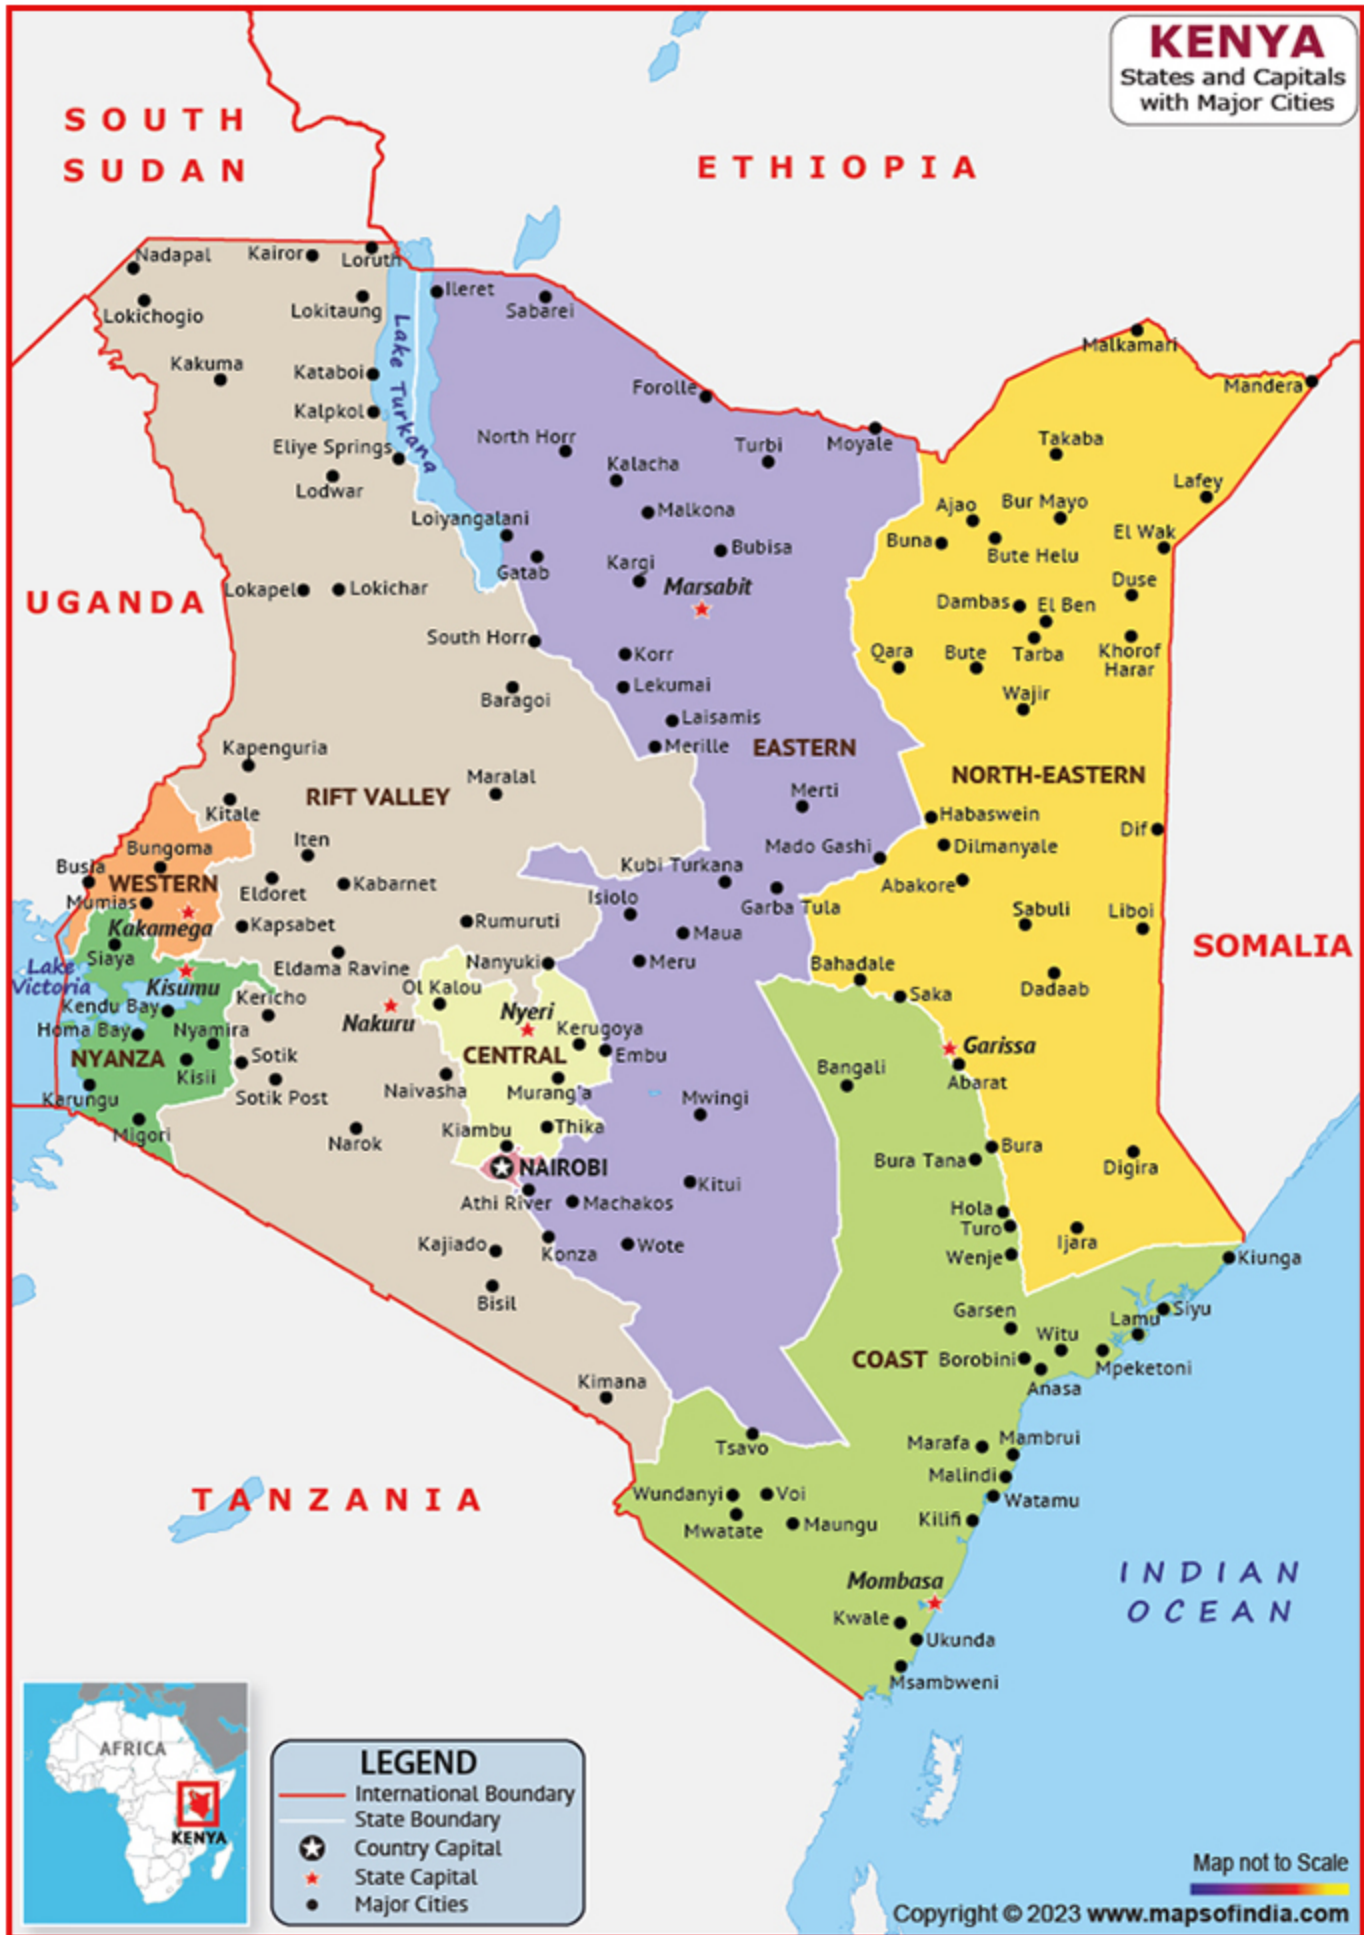 KENYA
States and Capitals
with Major Cities
SOUTH
SUDAN
ETHIOPIA
Nadapal
Kairor
Loruth
Lokichogio
Lokitaung
Ileret
Sabarei
Lake Turkana
Malkamari
Mandera
Kakuma
Kataboi
Kalpkol
Forolle
Eliye Springs
Lodwar
North Horr
Turbi
Moyale
Takaba
Kalacha
Lafey
Loiyangalani
Malkona
Ajao
Bur Mayo
Buna
Bute Helu
El Wak
Gatab
Kargi
Bubisa
Marsabit
Duse
UGANDA
Lokapel
Lokichar
Dambas
El Ben
South Horr
Korr
Qara
Bute
Tarba
Khorof
Harar
Baragoi
Lekumai
Wajir
Laisamis
Merille
EASTERN
Kapenguria
NORTH-EASTERN
Maralal
RIFT VALLEY
Merti
Kitale
Habaswein
Dif
Iten
Bungoma
Mado Gashi
Dilmanyale
Busia
WESTERN
Eldoret
Kabarnet
Kubi Turkana
Abakore
Mumias
Isiolo
Garba Tula
Kakamega
Kapsabet
Rumuruti
Maua
Sabuli
Liboi
Siaya
SOMALIA
Lake
Victoria
Kisumu
Eldama Ravine
Nanyuki
Meru
Bahadale
Kendu Bay
Kericho
Ol Kalou
Saka
Dadaab
Homa Bay
Nyamira
Nakuru
Nyeri
Kerugoya
Garissa
NYANZA
Sotik
CENTRAL
Embu
Kisii
Bangali
Abarat
Karungu
Sotik Post
Naivasha
Murang'a
Mwingi
Migori
Narok
Kiambu
Thika
NAIROBI
Bura
Bura Tana
Digira
Athi River
Machakos
Kitui
Hola
Turo
Kajiado
Konza
Wote
Wenje
Ijara
Kiunga
Bisil
Garsen
Siyu
Lamu
Witu
COAST
Borobini
Mpeketoni
Anasa
Kimana
Tsavo
Marafa
Mambrui
Malindi
TANZANIA
Wundanyi
Voi
Watamu
Mwatate
Maungu
Kilifi
INDIAN
OCEAN
Mombasa
Kwale
Ukunda
Msambweni
AFRICA
KENYA
LEGEND
International Boundary
State Boundary
Country Capital
State Capital
Major Cities
Map not to Scale
Copyright © 2023 www.mapsofindia.com